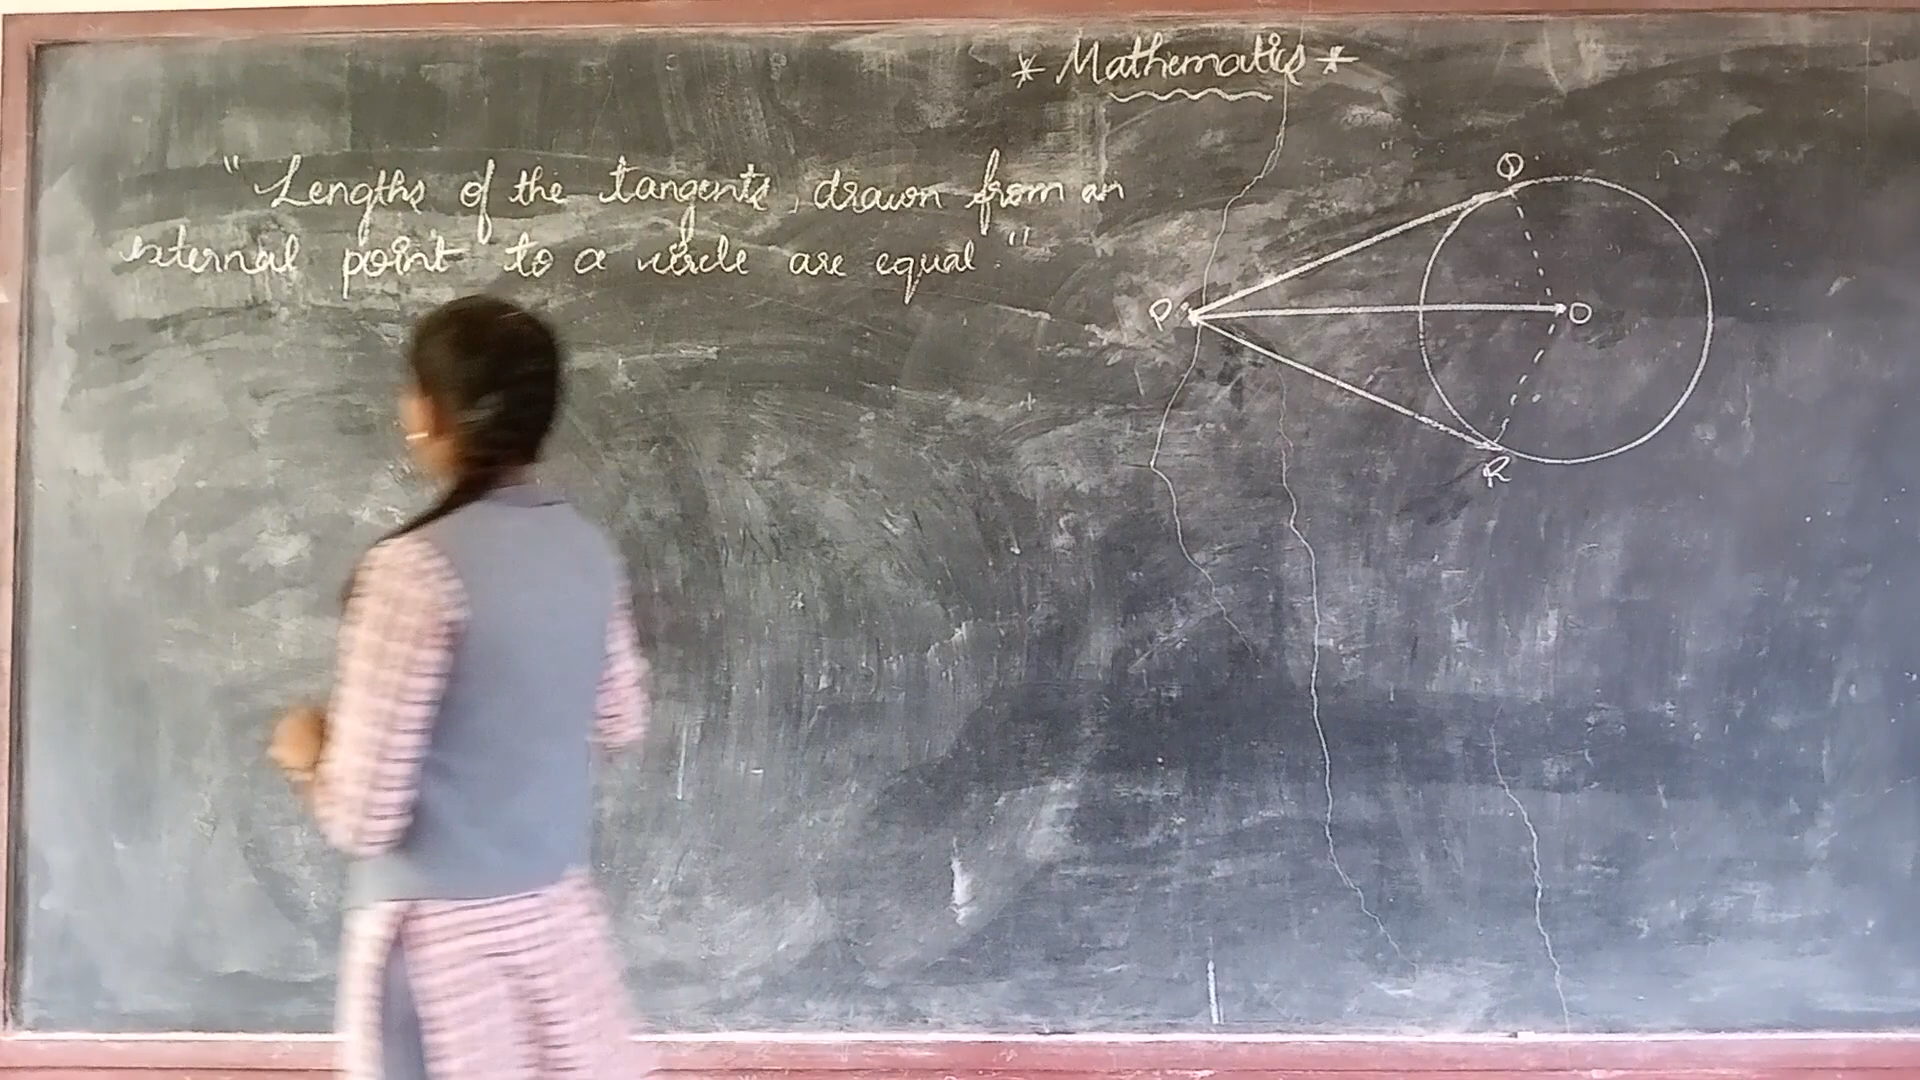 * Mathematics *
"Lengths of the tangents, drawn from an
external point to a circle are equal"
Q
P
O
R